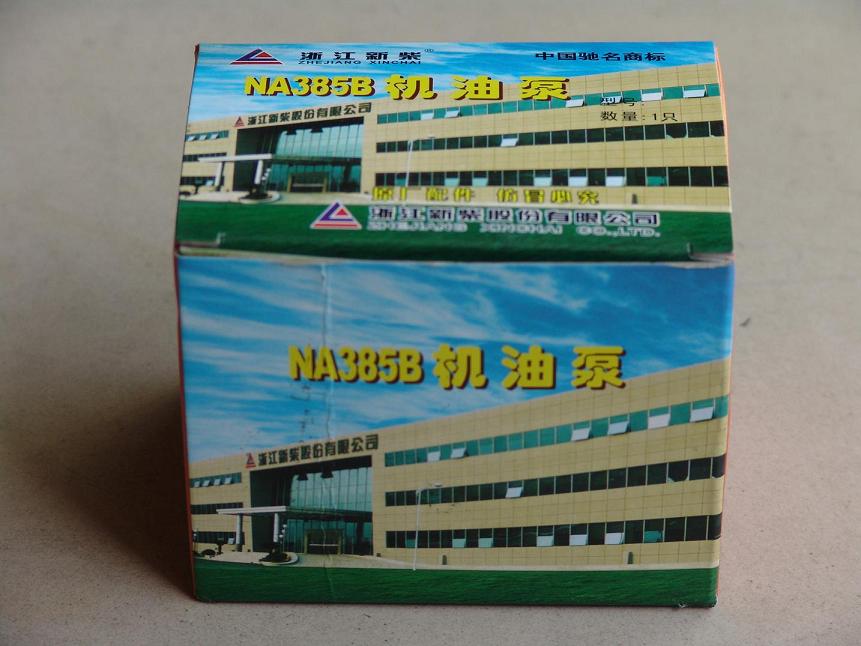 浙江新柴® 中国驰名商标
ZHEJIANG XINCHAI
NA385B 机油泵
浙江新柴股份有限公司
型号:
数量:1只
原厂配件 仿冒必究
浙江新柴股份有限公司
ZHEJIANG XINCHAI CO.,LTD.
NA385B 机油泵
浙江新柴股份有限公司